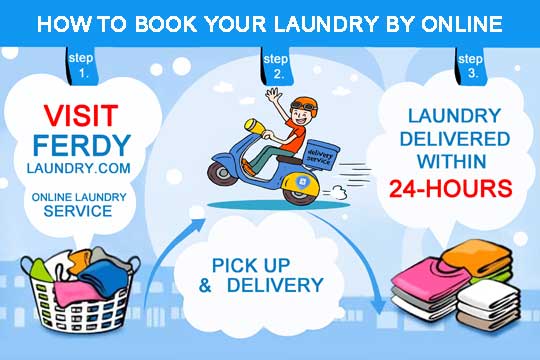 HOW TO BOOK YOUR LAUNDRY BY ONLINE
step
1.
VISIT
FERDY
LAUNDRY.COM
ONLINE LAUNDRY
SERVICE
step
2.
delivery
service
PICK UP
& DELIVERY
step
3.
LAUNDRY
DELIVERED
WITHIN
24-HOURS